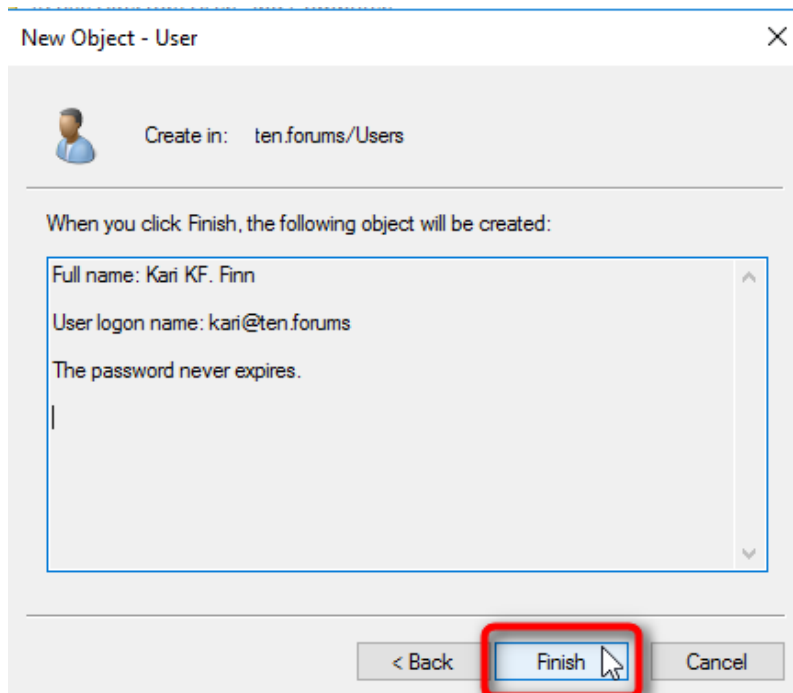 New Object - User
Create in: ten.forums/Users
When you click Finish, the following object will be created:
Full name: Kari KF. Finn
User logon name: kari@ten.forums
The password never expires.
< Back Finish Cancel